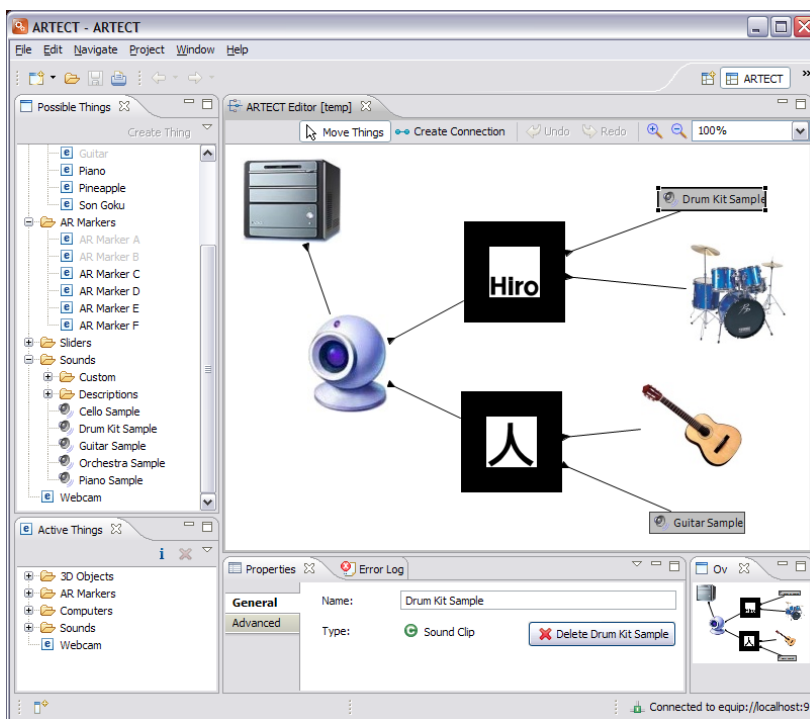 ARTECT - ARTECT
File Edit Navigate Project Window Help
ARTECT »
Possible Things
Create Thing
Guitar
Piano
Pineapple
Son Goku
AR Markers
AR Marker A
AR Marker B
AR Marker C
AR Marker D
AR Marker E
AR Marker F
Sliders
Sounds
Custom
Descriptions
Cello Sample
Drum Kit Sample
Guitar Sample
Orchestra Sample
Piano Sample
Webcam
Active Things
3D Objects
AR Markers
Computers
Sounds
Webcam
ARTECT Editor [temp]
Move Things Create Connection Undo Redo 100%
Drum Kit Sample
Hiro
人
Guitar Sample
Properties Error Log
General
Advanced
Name: Drum Kit Sample
Type: Sound Clip Delete Drum Kit Sample
Ov
Connected to equip://localhost:9